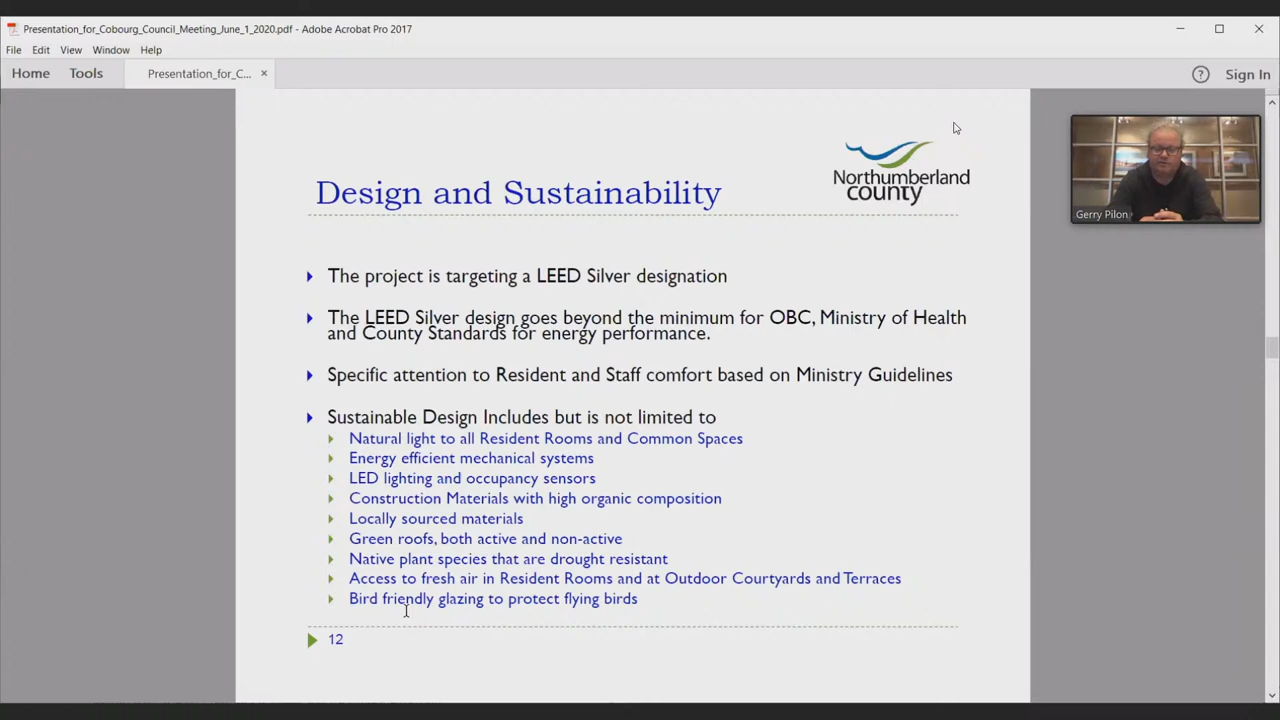 Presentation_for_Cobourg_Council_Meeting_June_1_2020.pdf - Adobe Acrobat Pro 2017
File Edit View Window Help
Home Tools Presentation_for_C... × ? Sign In
Northumberland
county
Design and Sustainability
Gerry Pilon
The project is targeting a LEED Silver designation
The LEED Silver design goes beyond the minimum for OBC, Ministry of Health
and County Standards for energy performance.
Specific attention to Resident and Staff comfort based on Ministry Guidelines
Sustainable Design Includes but is not limited to
Natural light to all Resident Rooms and Common Spaces
Energy efficient mechanical systems
LED lighting and occupancy sensors
Construction Materials with high organic composition
Locally sourced materials
Green roofs, both active and non-active
Native plant species that are drought resistant
Access to fresh air in Resident Rooms and at Outdoor Courtyards and Terraces
Bird friendly glazing to protect flying birds
12